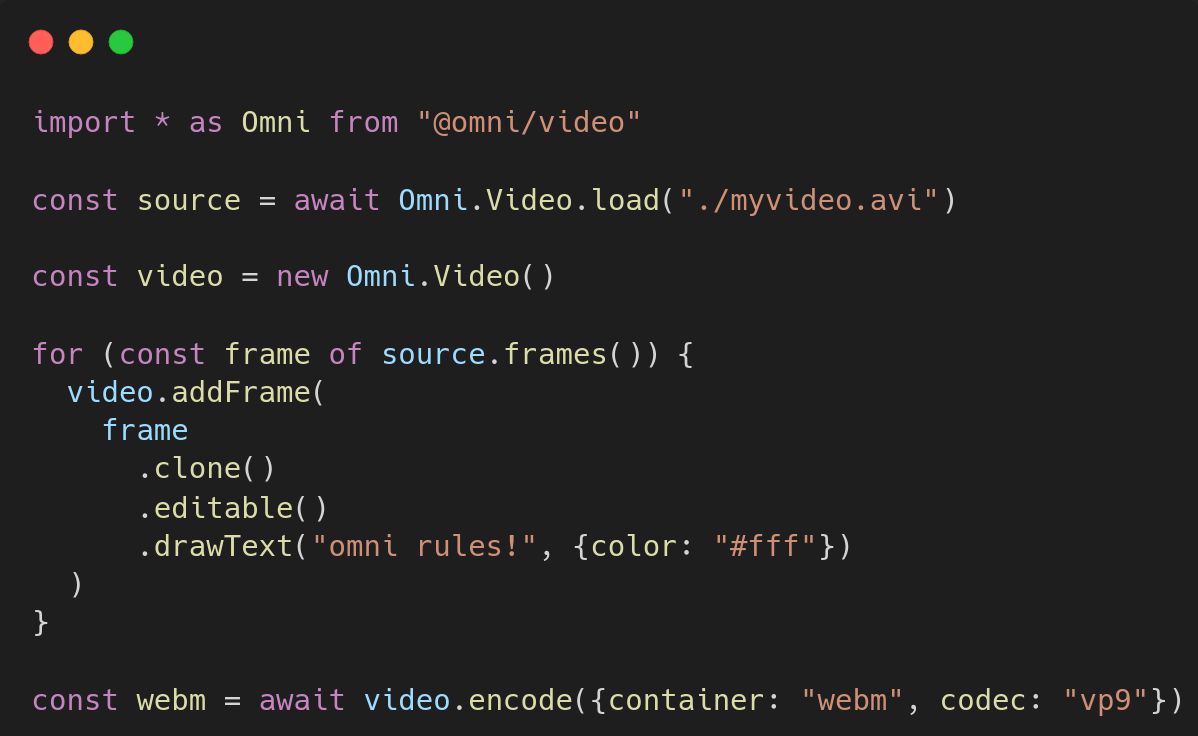 import * as Omni from "@omni/video"
const source = await Omni.Video.load("./myvideo.avi")
const video = new Omni.Video()
for (const frame of source.frames()) {
  video.addFrame(
    frame
      .clone()
      .editable()
      .drawText("omni rules!", {color: "#fff"})
  )
}
const webm = await video.encode({container: "webm", codec: "vp9"})